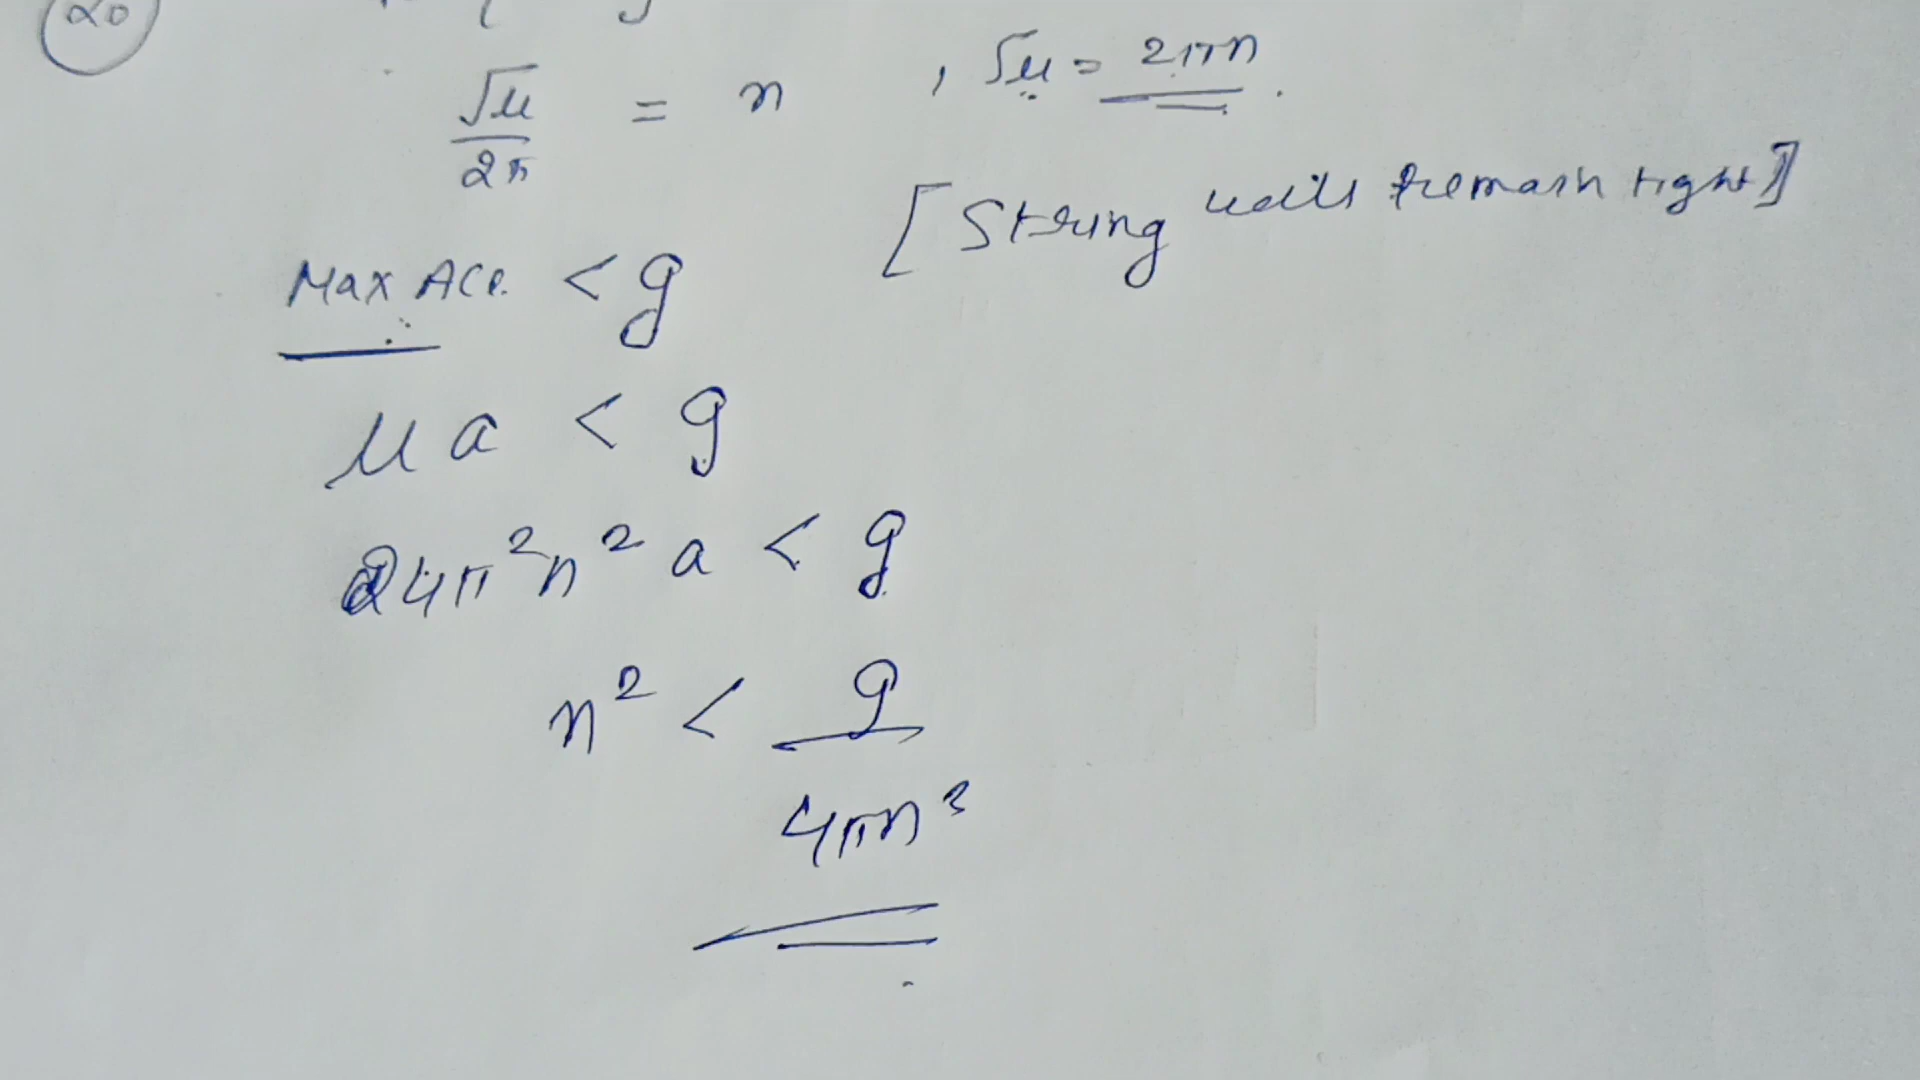 20
√μ/2π = n , √μ = 2πn.
[String will remain tight]
Max Acc. < g
μa < g
4π²n²a < g
n² < g/4πn²